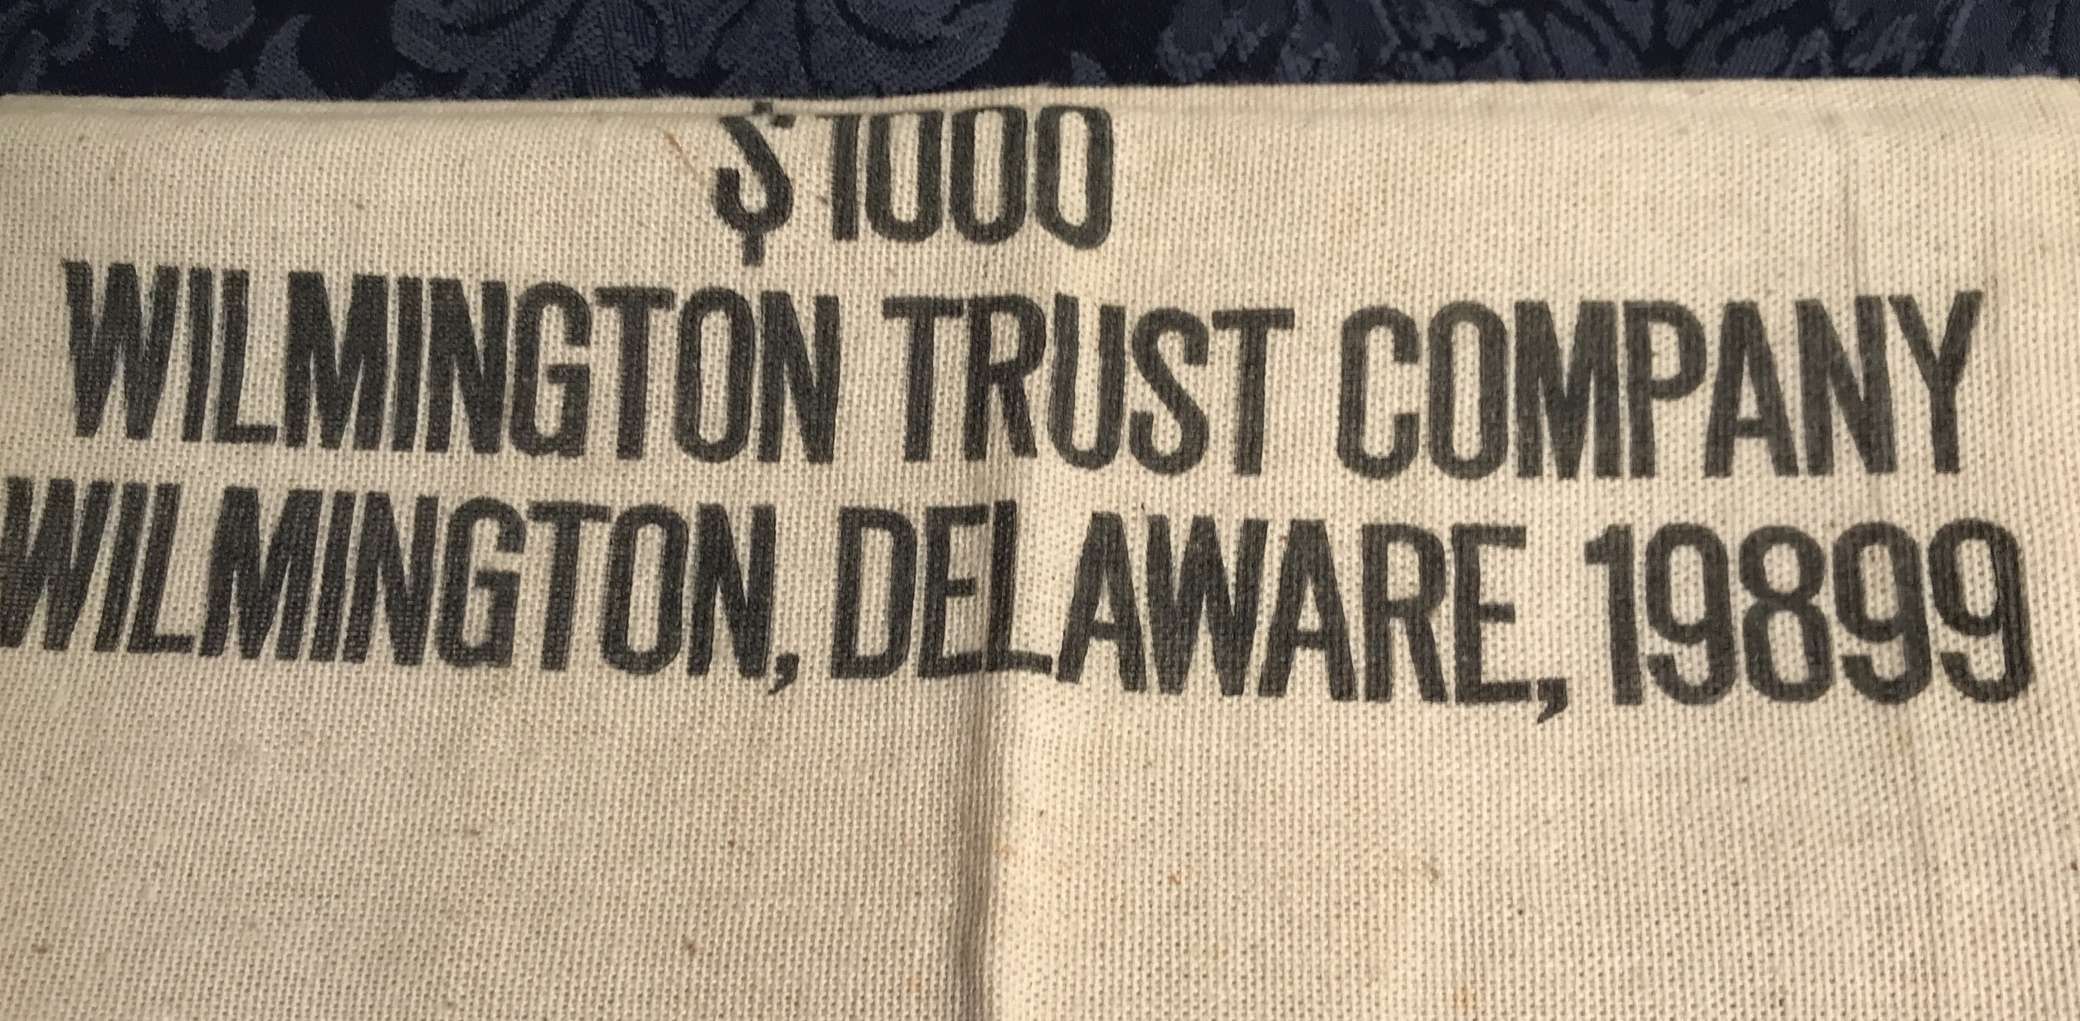 $1000
WILMINGTON TRUST COMPANY
WILMINGTON, DELAWARE, 19899